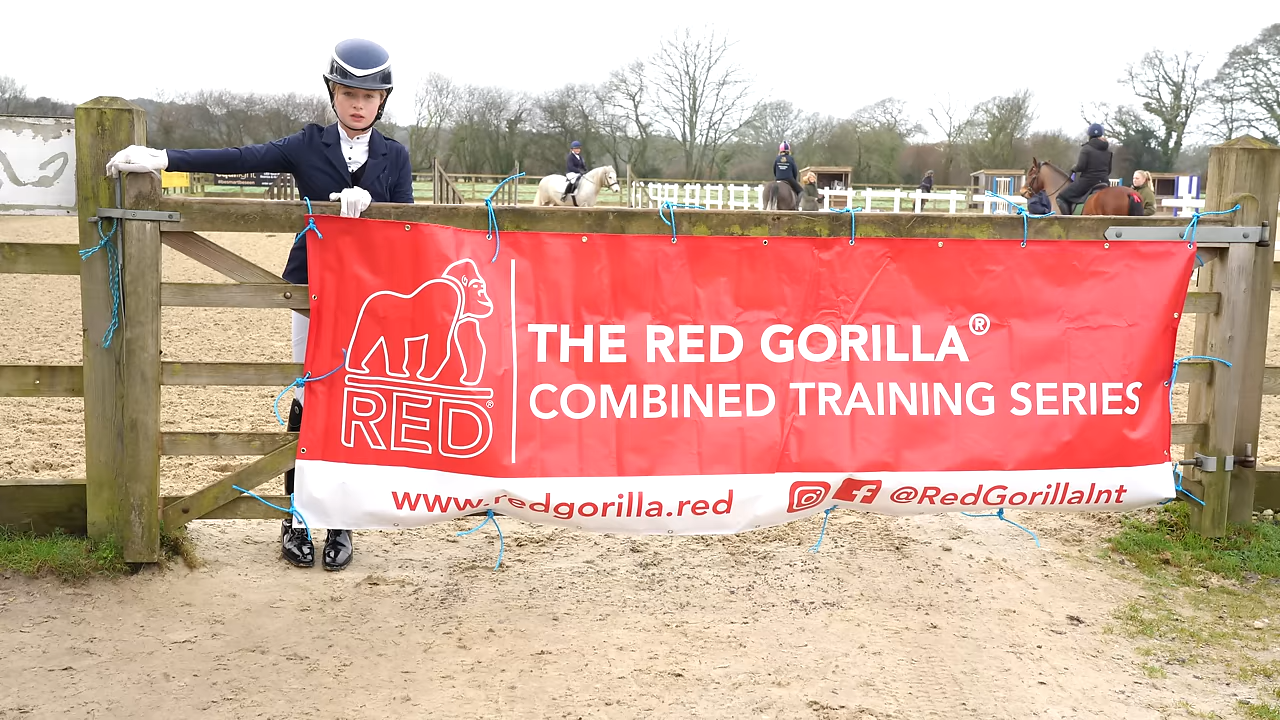 THE RED GORILLA®
COMBINED TRAINING SERIES
RED®
www.redgorilla.red
@RedGorillaInt